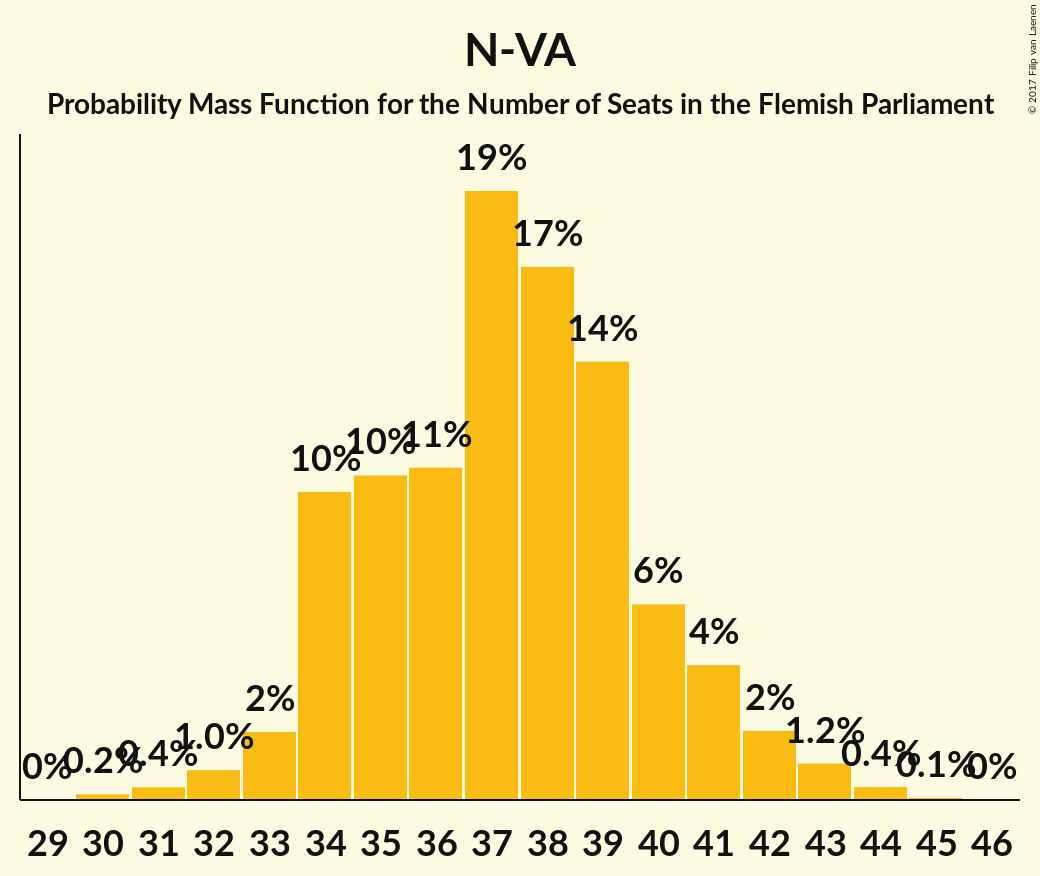 N-VA
Probability Mass Function for the Number of Seats in the Flemish Parliament
© 2017 Filip van Laenen
0% 0.2% 0.4% 1.0% 2% 10% 10% 11% 19% 17% 14% 6% 4% 2% 1.2% 0.4% 0.1% 0%
29 30 31 32 33 34 35 36 37 38 39 40 41 42 43 44 45 46